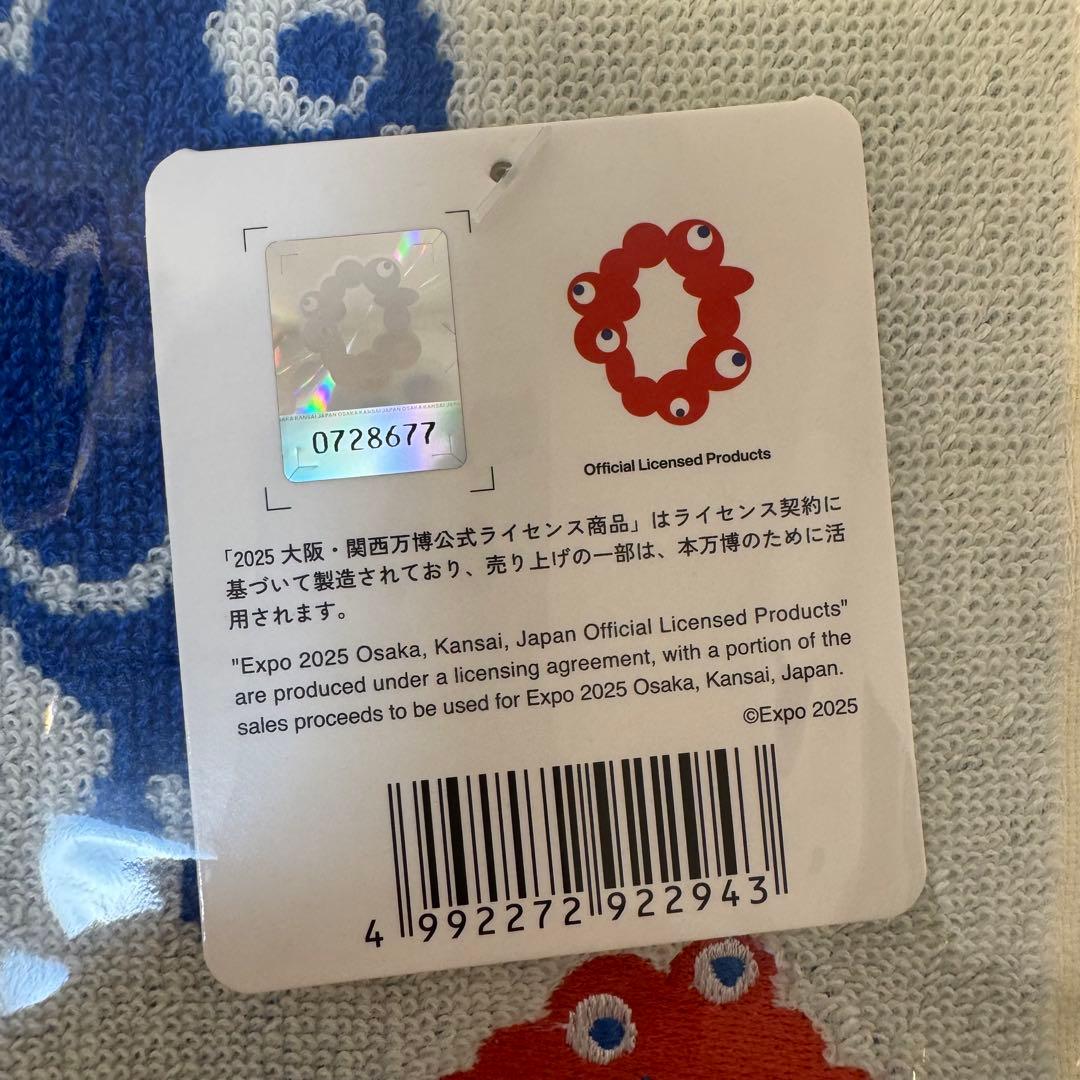 OSAKA KANSAI JAPAN OSAKA KANSAI JAPAN OSAKA KANSAI JAPAN
0728677
Official Licensed Products
「2025 大阪・関西万博公式ライセンス商品」はライセンス契約に
基づいて製造されており、売り上げの一部は、本万博のために活
用されます。
"Expo 2025 Osaka, Kansai, Japan Official Licensed Products"
are produced under a licensing agreement, with a portion of the
sales proceeds to be used for Expo 2025 Osaka, Kansai, Japan.
©Expo 2025
4 992272 922943